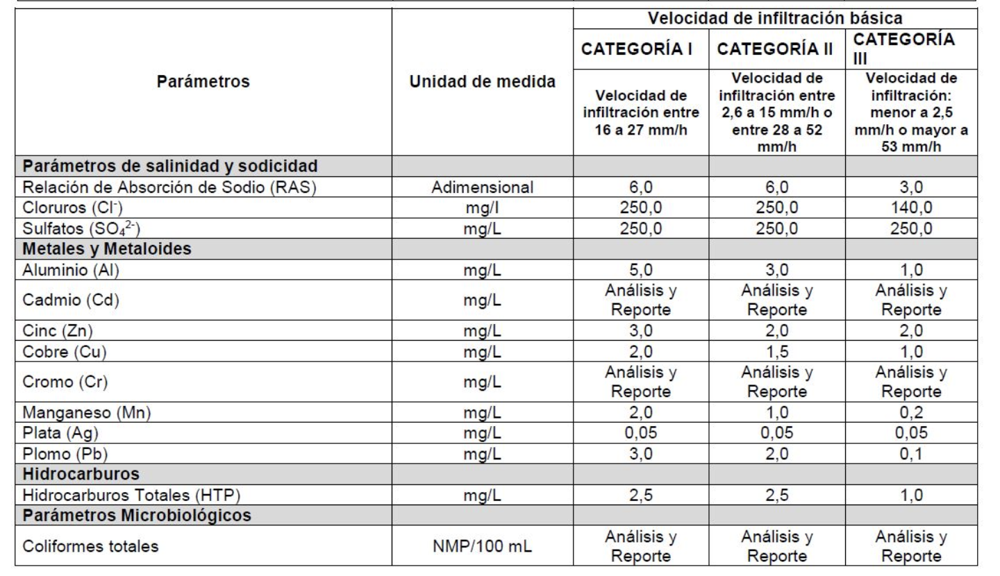 Velocidad de infiltración básica
Parámetros Unidad de medida CATEGORÍA I CATEGORÍA II CATEGORÍA
III
Velocidad de
infiltración entre
16 a 27 mm/h
Velocidad de
infiltración entre
2,6 a 15 mm/h o
entre 28 a 52
mm/h
Velocidad de
infiltración:
menor a 2,5
mm/h o mayor a
53 mm/h
Parámetros de salinidad y sodicidad
Relación de Absorción de Sodio (RAS) Adimensional 6,0 6,0 3,0
Cloruros (Cl⁻) mg/l 250,0 250,0 140,0
Sulfatos (SO₄²⁻) mg/L 250,0 250,0 250,0
Metales y Metaloides
Aluminio (Al) mg/L 5,0 3,0 1,0
Cadmio (Cd) mg/L Análisis y Análisis y Análisis y
Reporte Reporte Reporte
Cinc (Zn) mg/L 3,0 2,0 2,0
Cobre (Cu) mg/L 2,0 1,5 1,0
Cromo (Cr) mg/L Análisis y Análisis y Análisis y
Reporte Reporte Reporte
Manganeso (Mn) mg/L 2,0 1,0 0,2
Plata (Ag) mg/L 0,05 0,05 0,05
Plomo (Pb) mg/L 3,0 2,0 0,1
Hidrocarburos
Hidrocarburos Totales (HTP) mg/L 2,5 2,5 1,0
Parámetros Microbiológicos
Coliformes totales NMP/100 mL Análisis y Análisis y Análisis y
Reporte Reporte Reporte